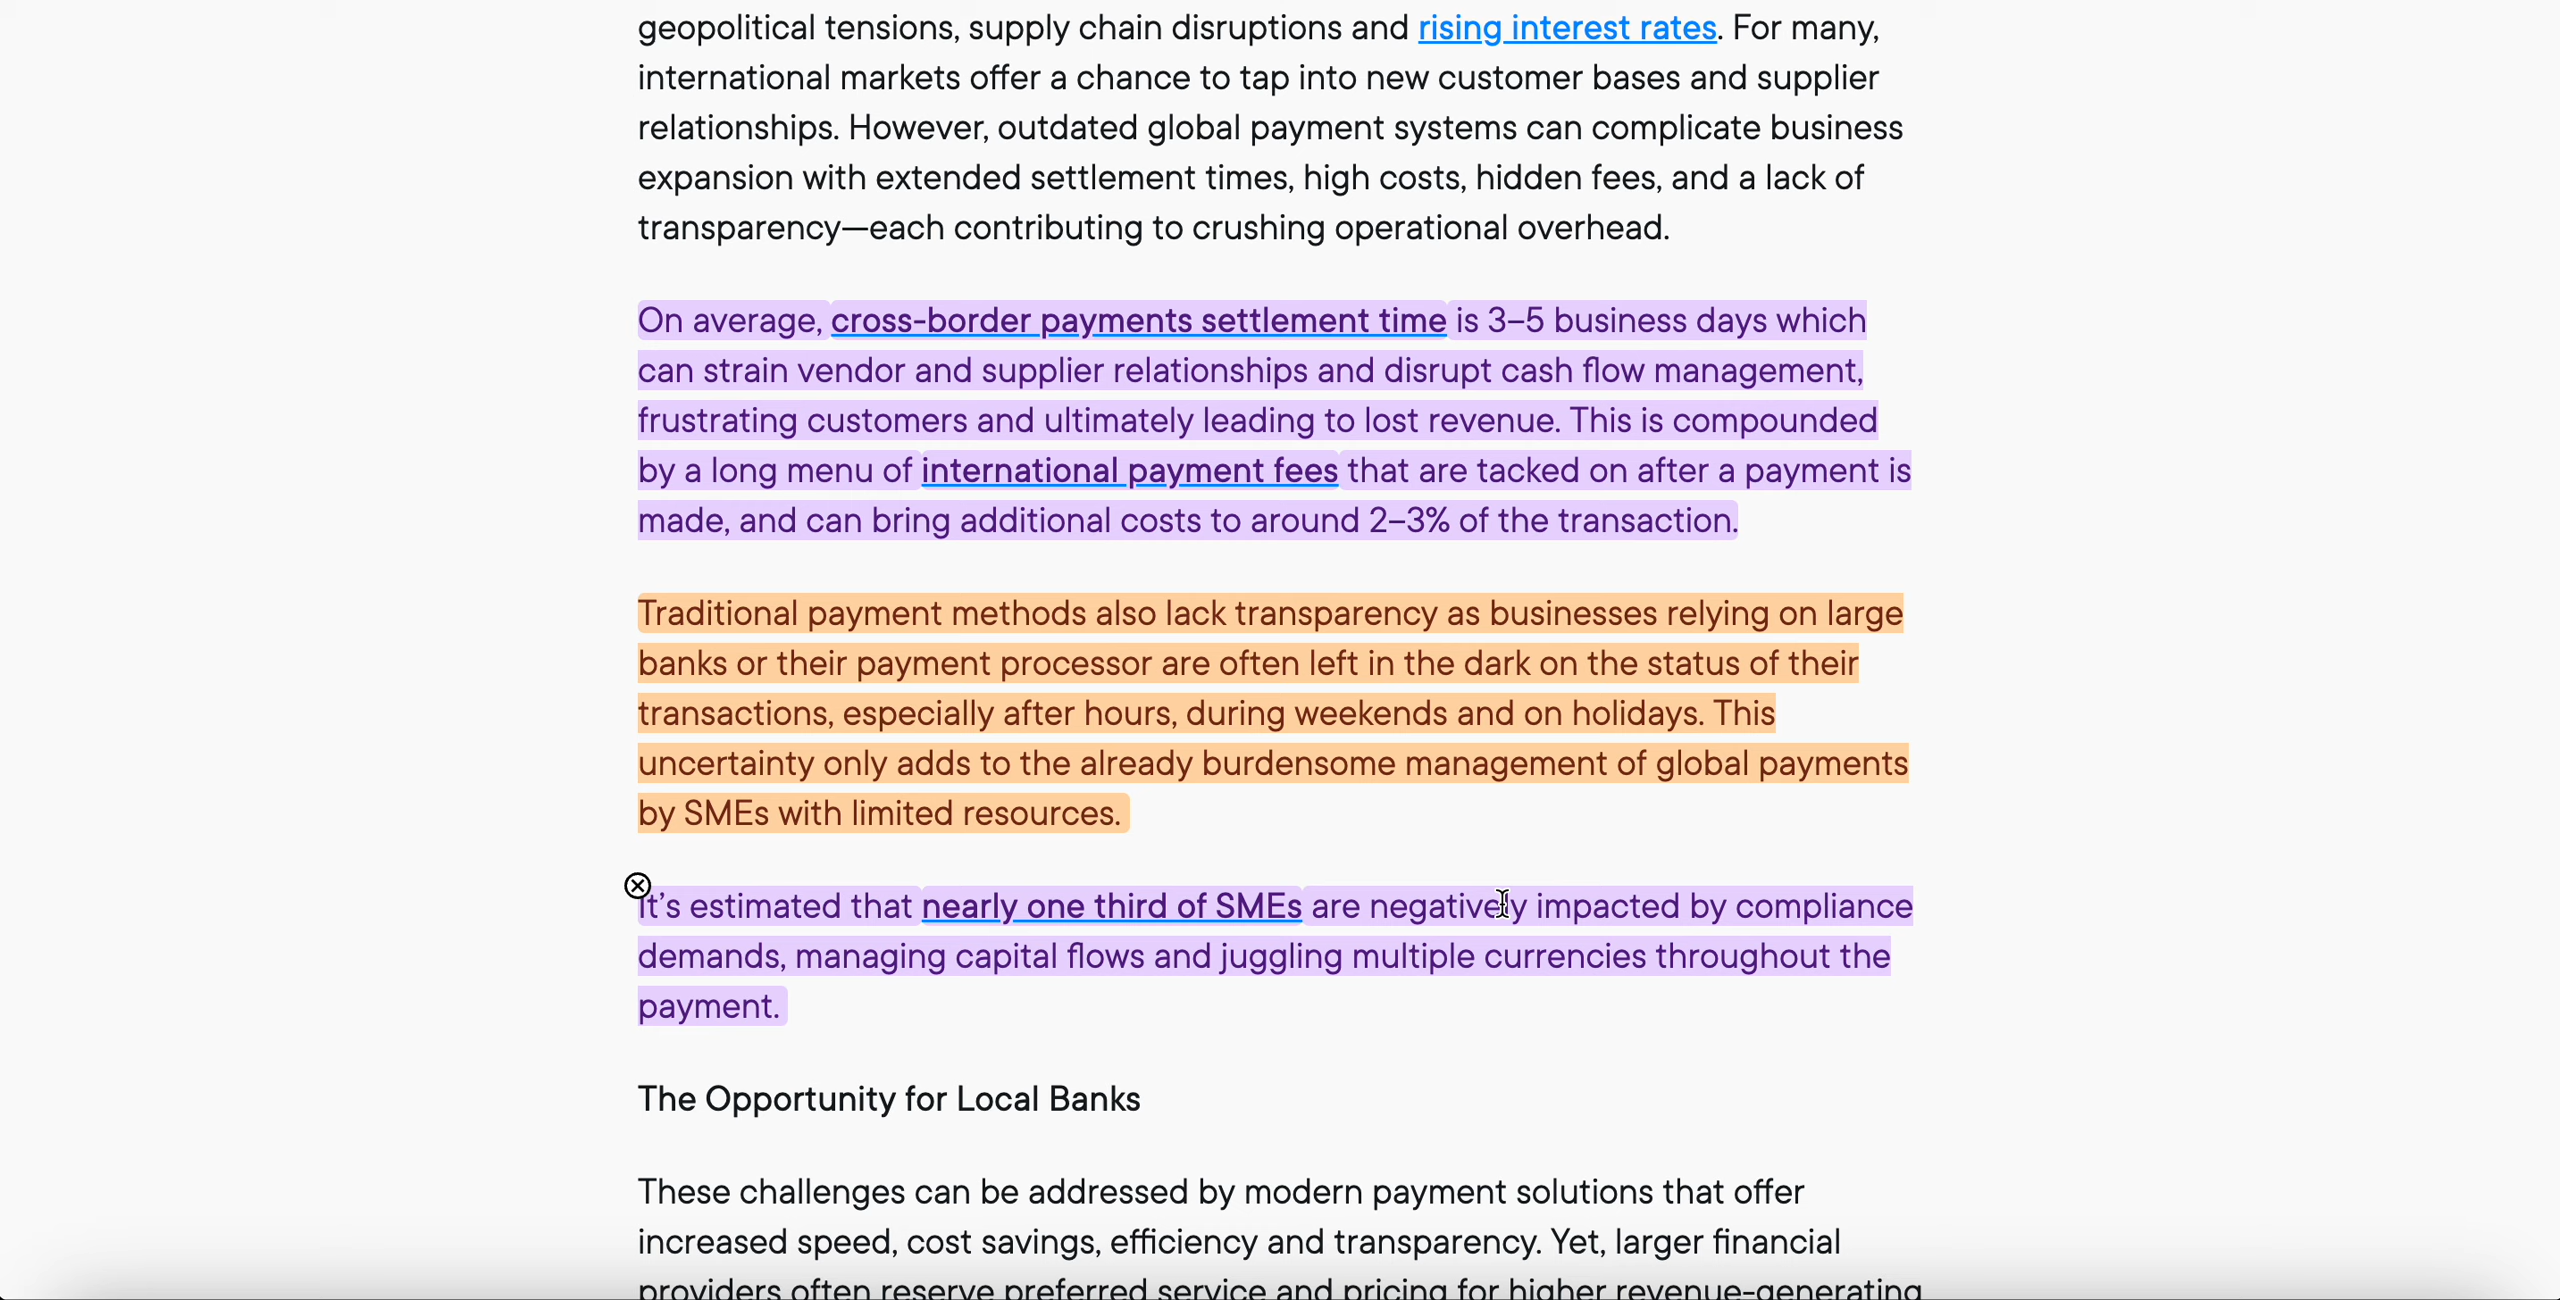 geopolitical tensions, supply chain disruptions and rising interest rates. For many,
international markets offer a chance to tap into new customer bases and supplier
relationships. However, outdated global payment systems can complicate business
expansion with extended settlement times, high costs, hidden fees, and a lack of
transparency—each contributing to crushing operational overhead.
On average, cross-border payments settlement time is 3–5 business days which
can strain vendor and supplier relationships and disrupt cash flow management,
frustrating customers and ultimately leading to lost revenue. This is compounded
by a long menu of international payment fees that are tacked on after a payment is
made, and can bring additional costs to around 2–3% of the transaction.
Traditional payment methods also lack transparency as businesses relying on large
banks or their payment processor are often left in the dark on the status of their
transactions, especially after hours, during weekends and on holidays. This
uncertainty only adds to the already burdensome management of global payments
by SMEs with limited resources.
It’s estimated that nearly one third of SMEs are negatively impacted by compliance
demands, managing capital flows and juggling multiple currencies throughout the
payment.
The Opportunity for Local Banks
These challenges can be addressed by modern payment solutions that offer
increased speed, cost savings, efficiency and transparency. Yet, larger financial
providers often reserve preferred service and pricing for higher revenue-generating